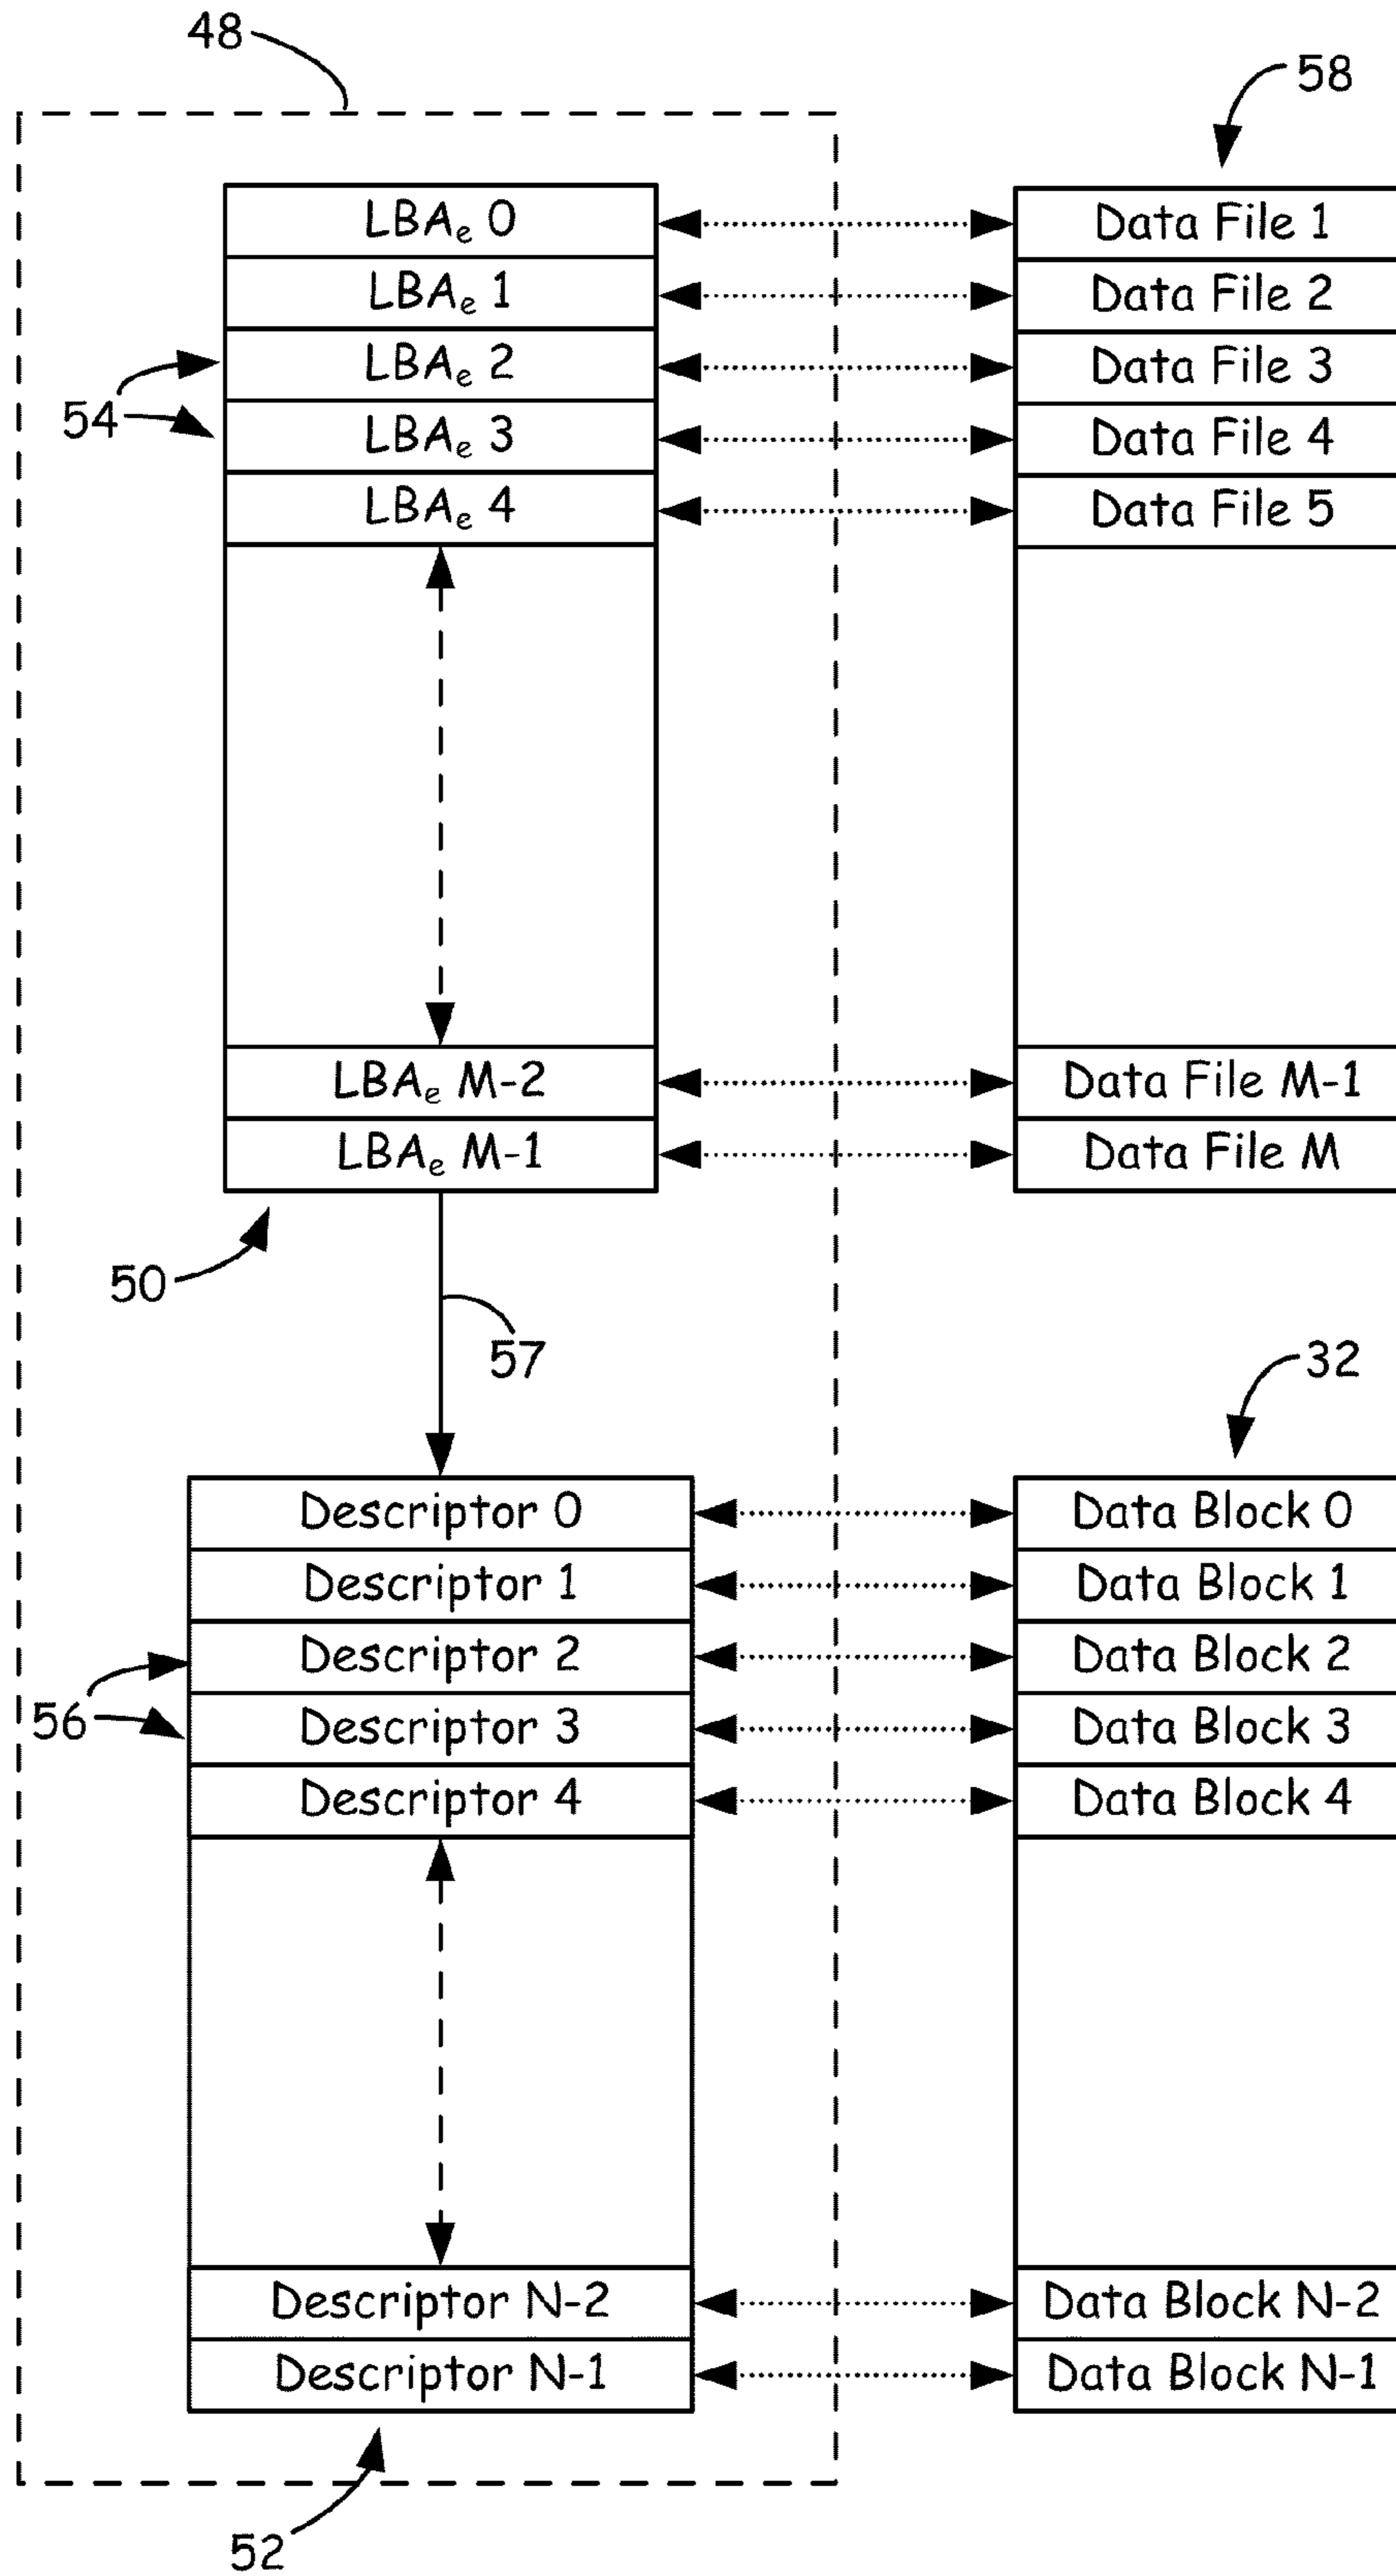 48
58
LBAe 0
Data File 1
LBAe 1
Data File 2
LBAe 2
Data File 3
54
LBAe 3
Data File 4
LBAe 4
Data File 5
LBAe M-2
Data File M-1
LBAe M-1
Data File M
50
57
32
Descriptor 0
Data Block 0
Descriptor 1
Data Block 1
Descriptor 2
Data Block 2
56
Descriptor 3
Data Block 3
Descriptor 4
Data Block 4
Descriptor N-2
Data Block N-2
Descriptor N-1
Data Block N-1
52